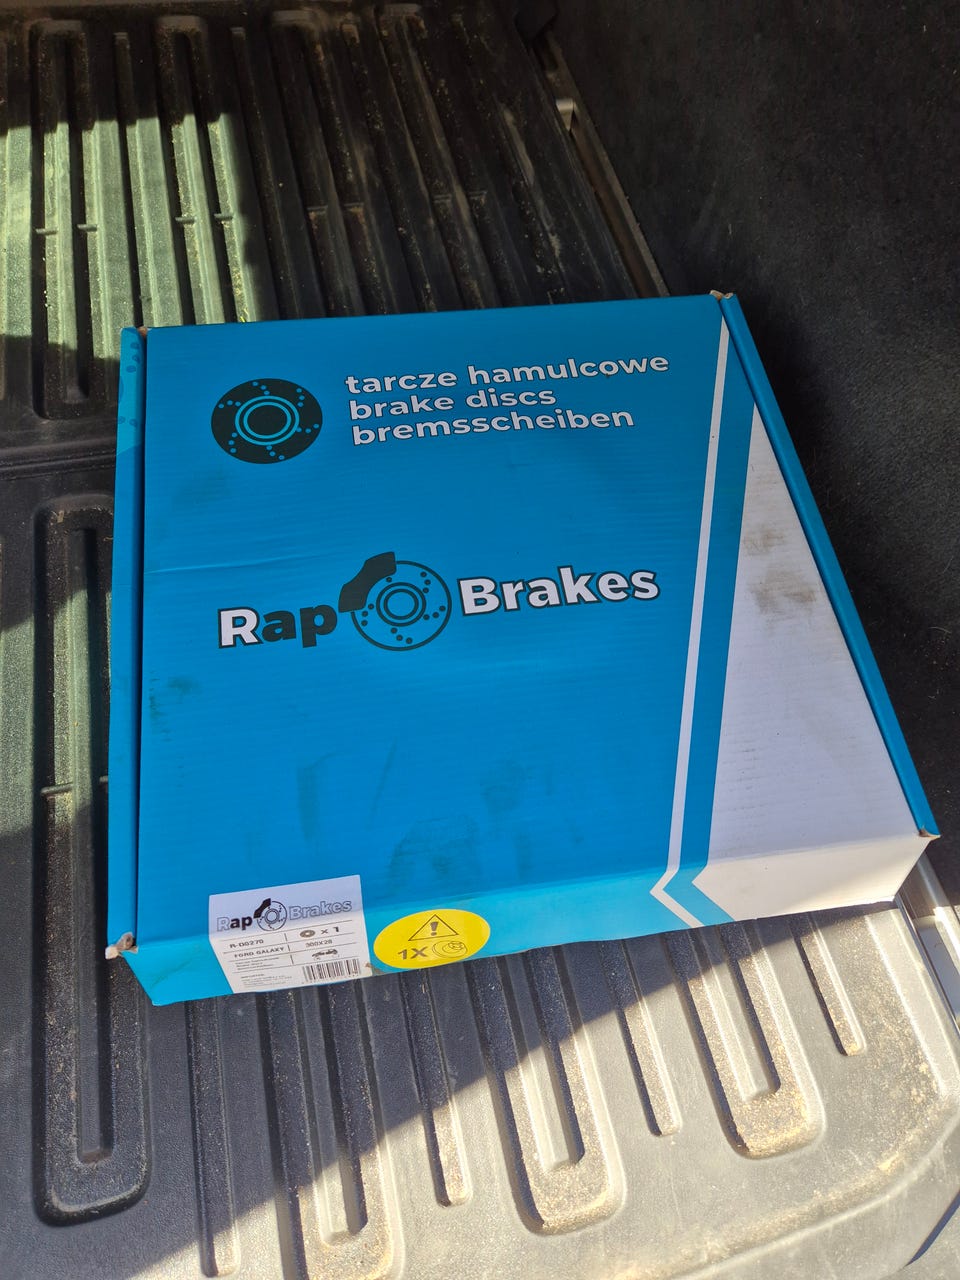 tarcze hamulcowe
brake discs
bremsscheiben
Rap Brakes
Rap Brakes
R-D0270
x 1
FORD GALAXY
300X28
1X